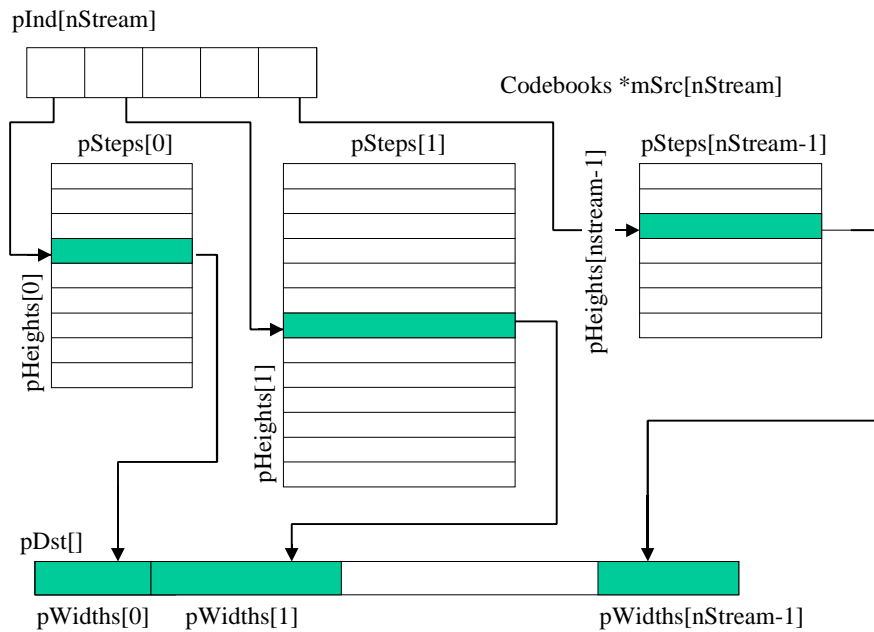 pInd[nStream]
Codebooks *mSrc[nStream]
pSteps[0]
pSteps[1]
pSteps[nStream-1]
pHeights[0]
pHeights[1]
pHeights[nstream-1]
pDst[]
pWidths[0]
pWidths[1]
pWidths[nStream-1]